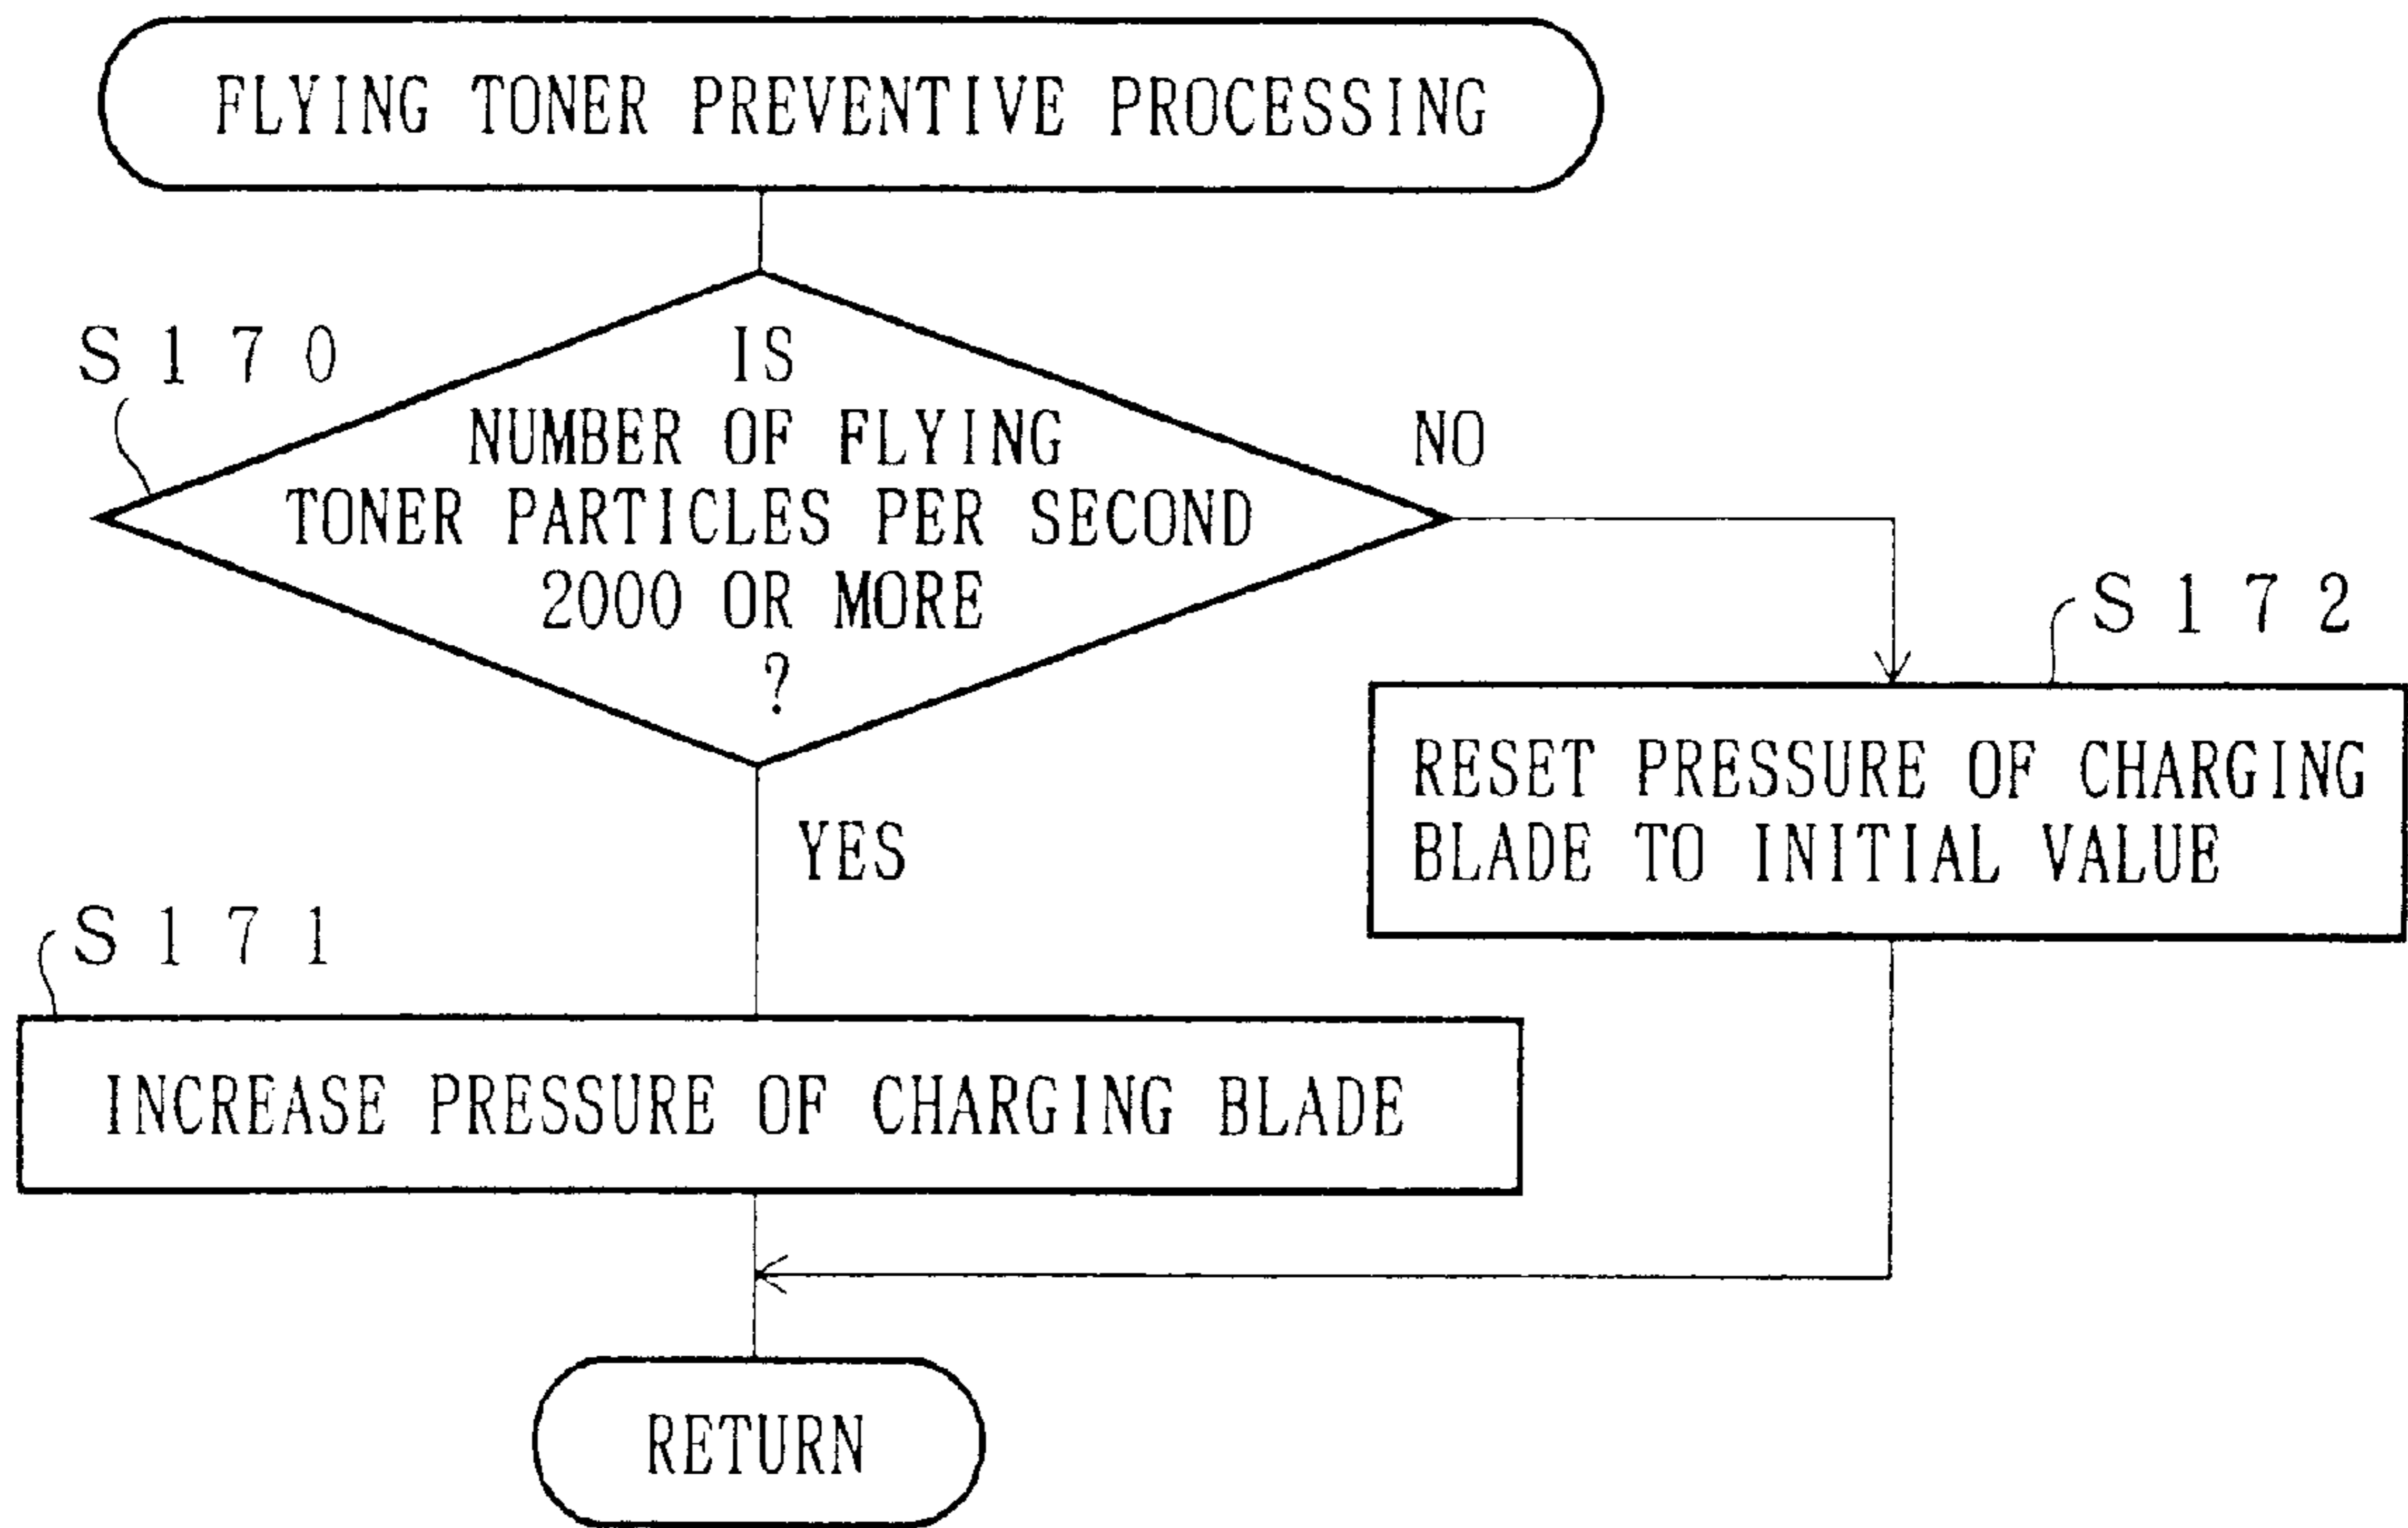 FLYING TONER PREVENTIVE PROCESSING
S170
IS
NUMBER OF FLYING
TONER PARTICLES PER SECOND
2000 OR MORE
?
NO
YES
S172
RESET PRESSURE OF CHARGING
BLADE TO INITIAL VALUE
S171
INCREASE PRESSURE OF CHARGING BLADE
RETURN